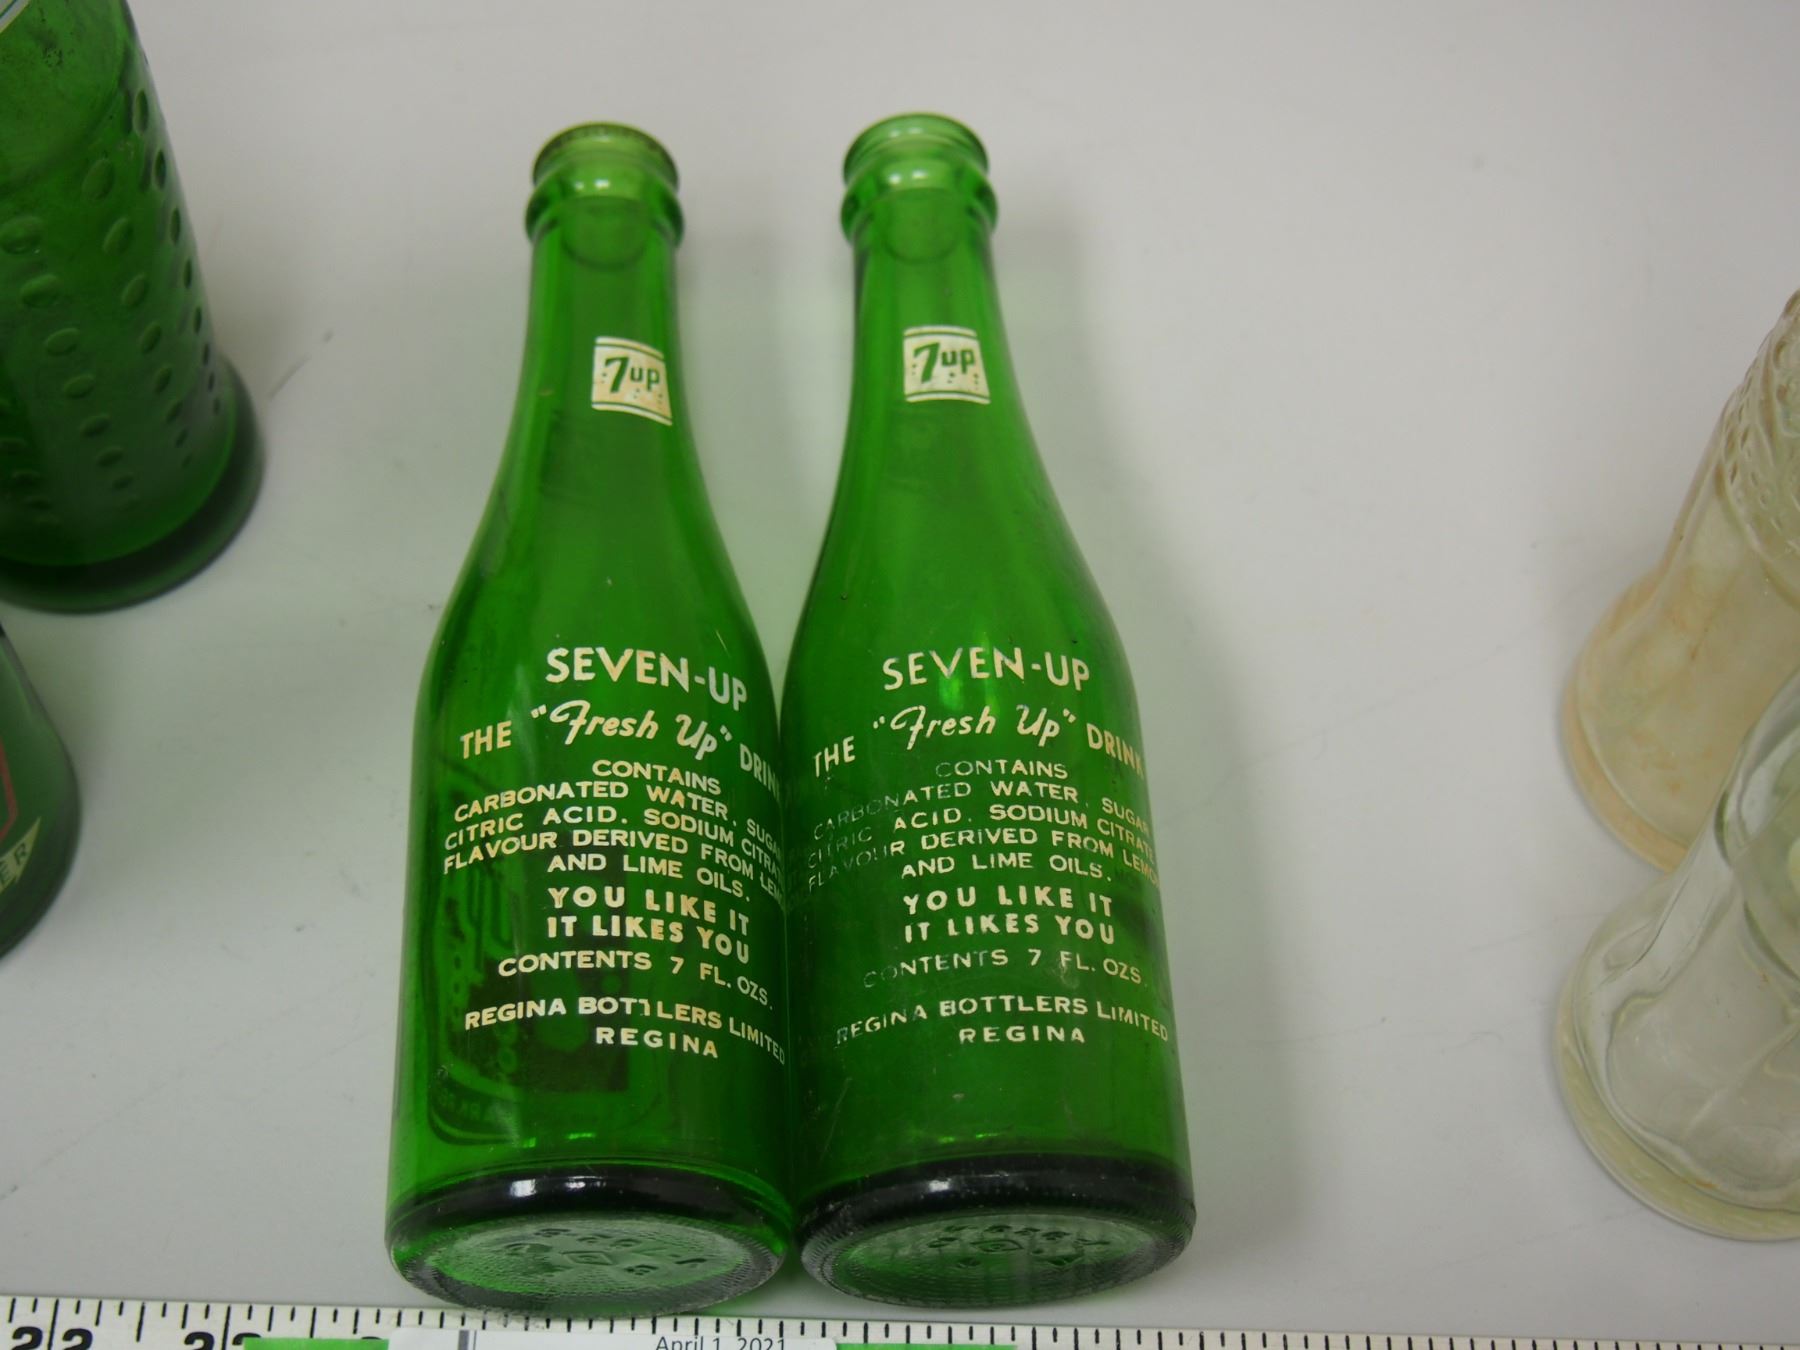 7up
SEVEN-UP
THE "Fresh Up" DRIN
CONTAINS
CARBONATED WATER, SUGAR
CITRIC ACID. SODIUM CITRATE
FLAVOUR DERIVED FROM LEMO
AND LIME OILS.
YOU LIKE IT
IT LIKES YOU
CONTENTS 7 FL. OZS.
REGINA BOTTLERS LIMITED
REGINA
7up
SEVEN-UP
THE "Fresh Up" DRINK
CONTAINS
CARBONATED WATER, SUGAR
CITRIC ACID. SODIUM CITRATE
FLAVOUR DERIVED FROM LEMON
AND LIME OILS.
YOU LIKE IT
IT LIKES YOU
CONTENTS 7 FL. OZS.
REGINA BOTTLERS LIMITED
REGINA
April 1, 2021